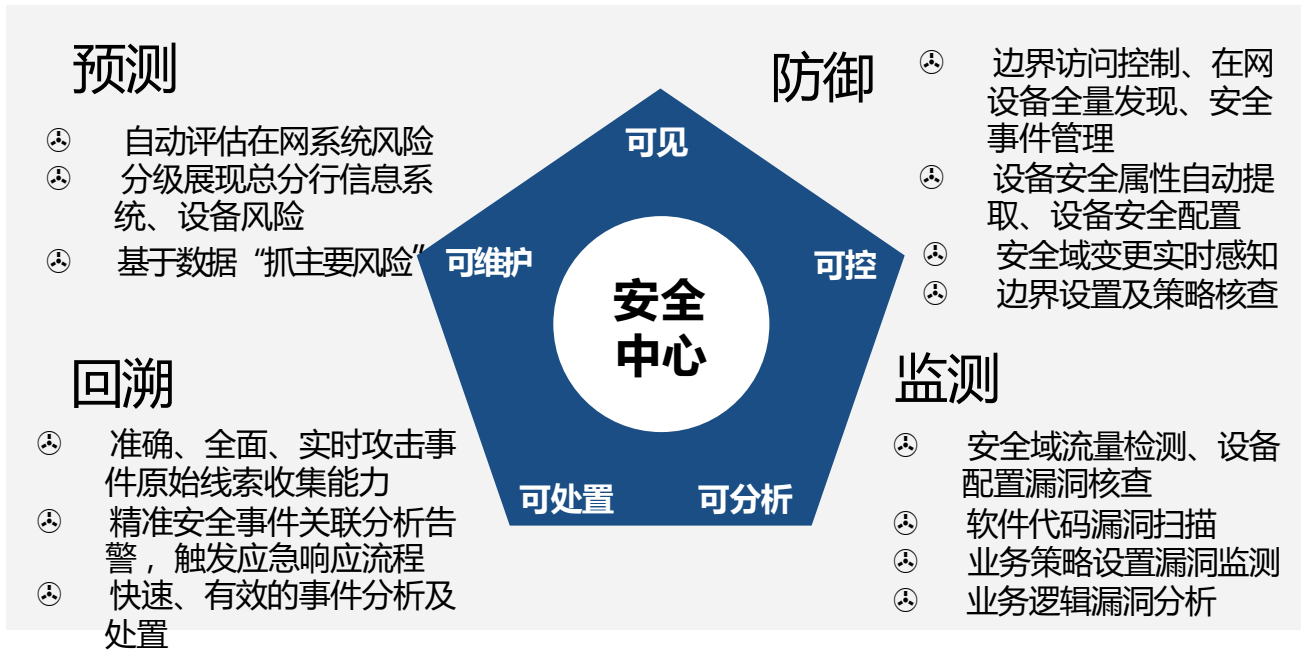 预测
自动评估在网系统风险
分级展现总分行信息系
统、设备风险
基于数据“抓主要风险”
防御
边界访问控制、在网
设备全量发现、安全
事件管理
设备安全属性自动提
取、设备安全配置
安全域变更实时感知
边界设置及策略核查
可见
可维护
可控
安全
中心
可处置
可分析
回溯
准确、全面、实时攻击事
件原始线索收集能力
精准安全事件关联分析告
警，触发应急响应流程
快速、有效的事件分析及
处置
监测
安全域流量检测、设备
配置漏洞核查
软件代码漏洞扫描
业务策略设置漏洞监测
业务逻辑漏洞分析